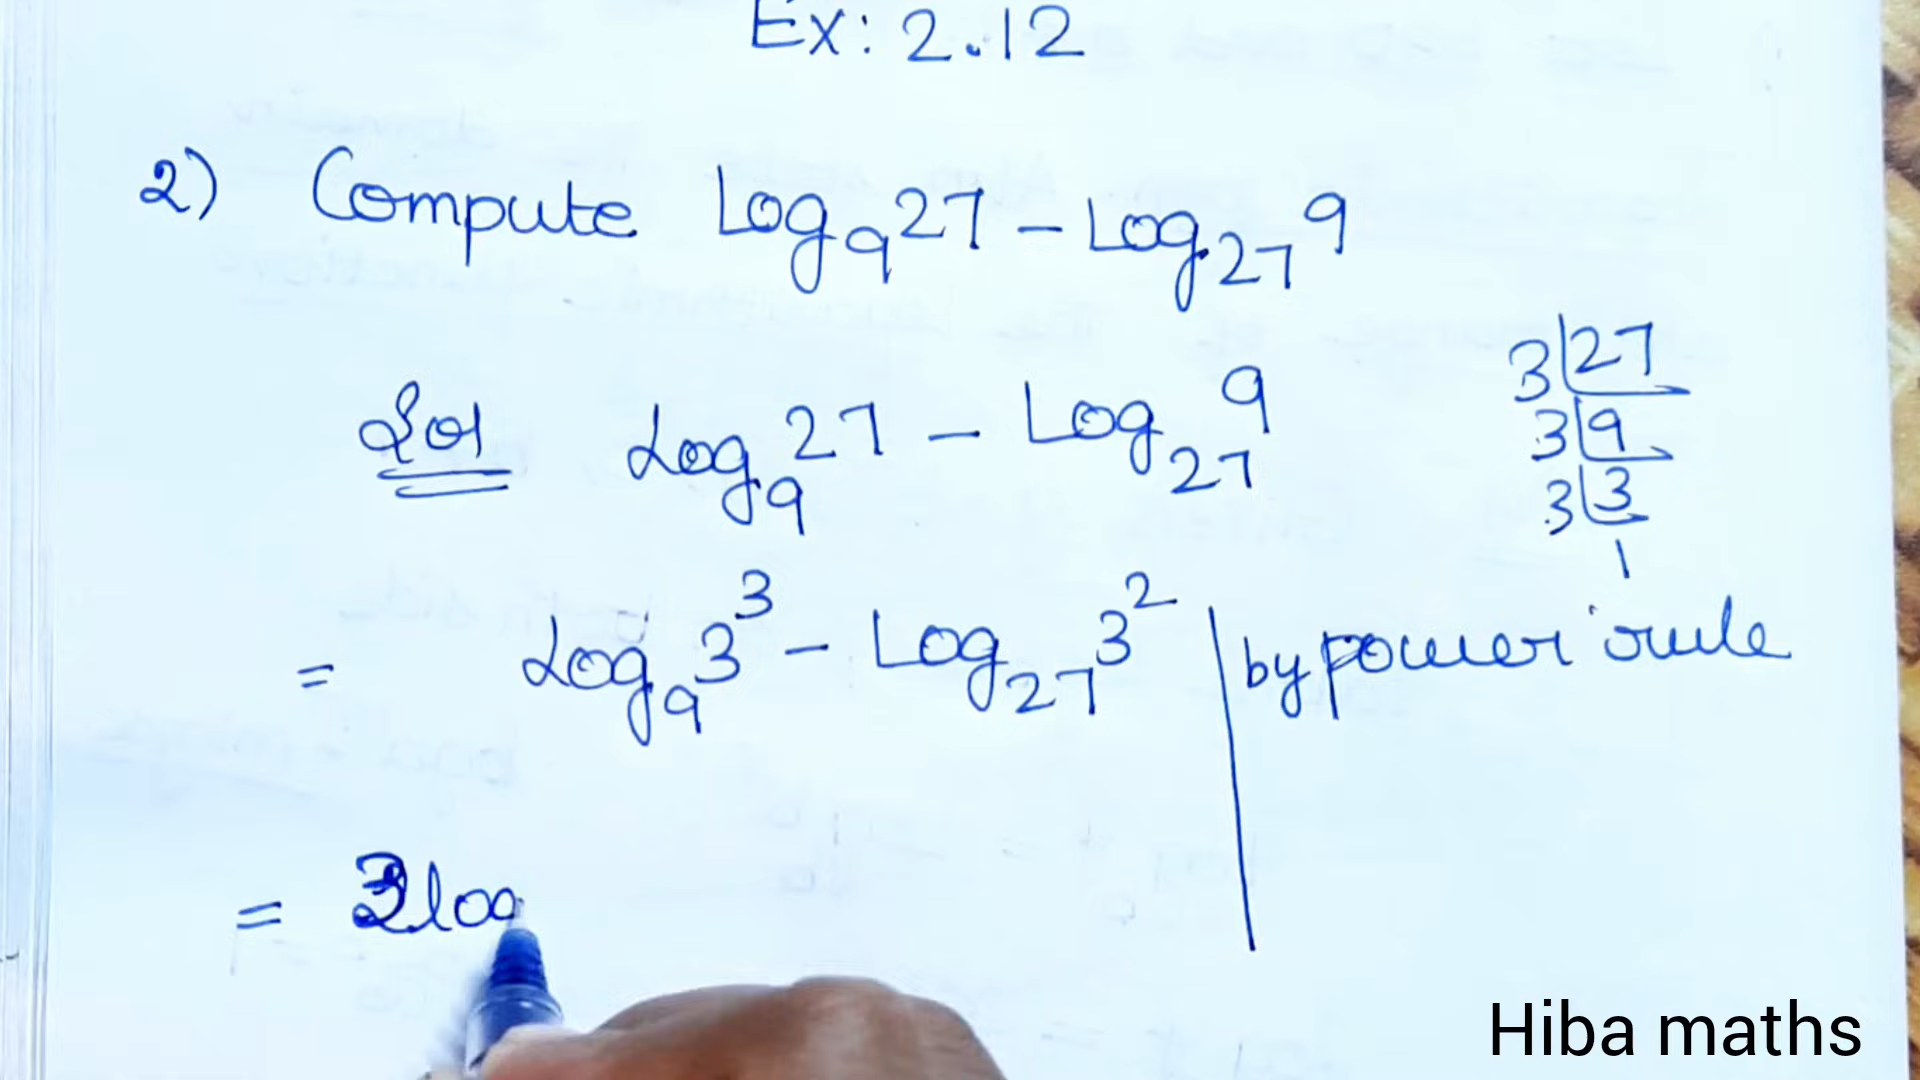 Ex: 2.12
2) Compute Log₉27 - Log₂₇9
Sol Log₉27 - Log₂₇9
3 | 27
3 | 9
3 | 3
1
= Log₉3³ - Log₂₇3² | by power rule
= 3log
Hiba maths